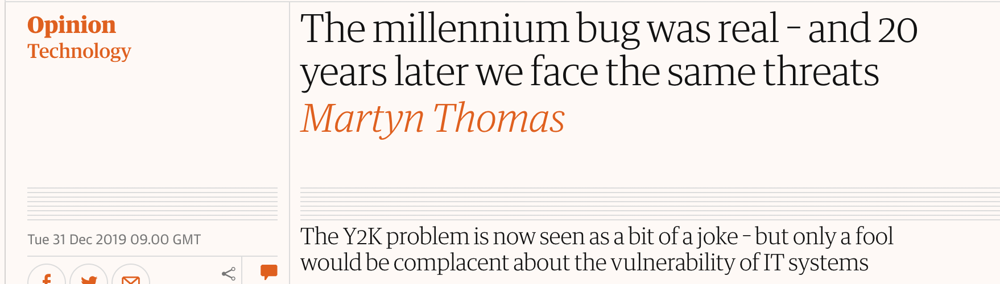 Opinion
Technology
The millennium bug was real – and 20
years later we face the same threats
Martyn Thomas
Tue 31 Dec 2019 09.00 GMT
The Y2K problem is now seen as a bit of a joke – but only a fool
would be complacent about the vulnerability of IT systems